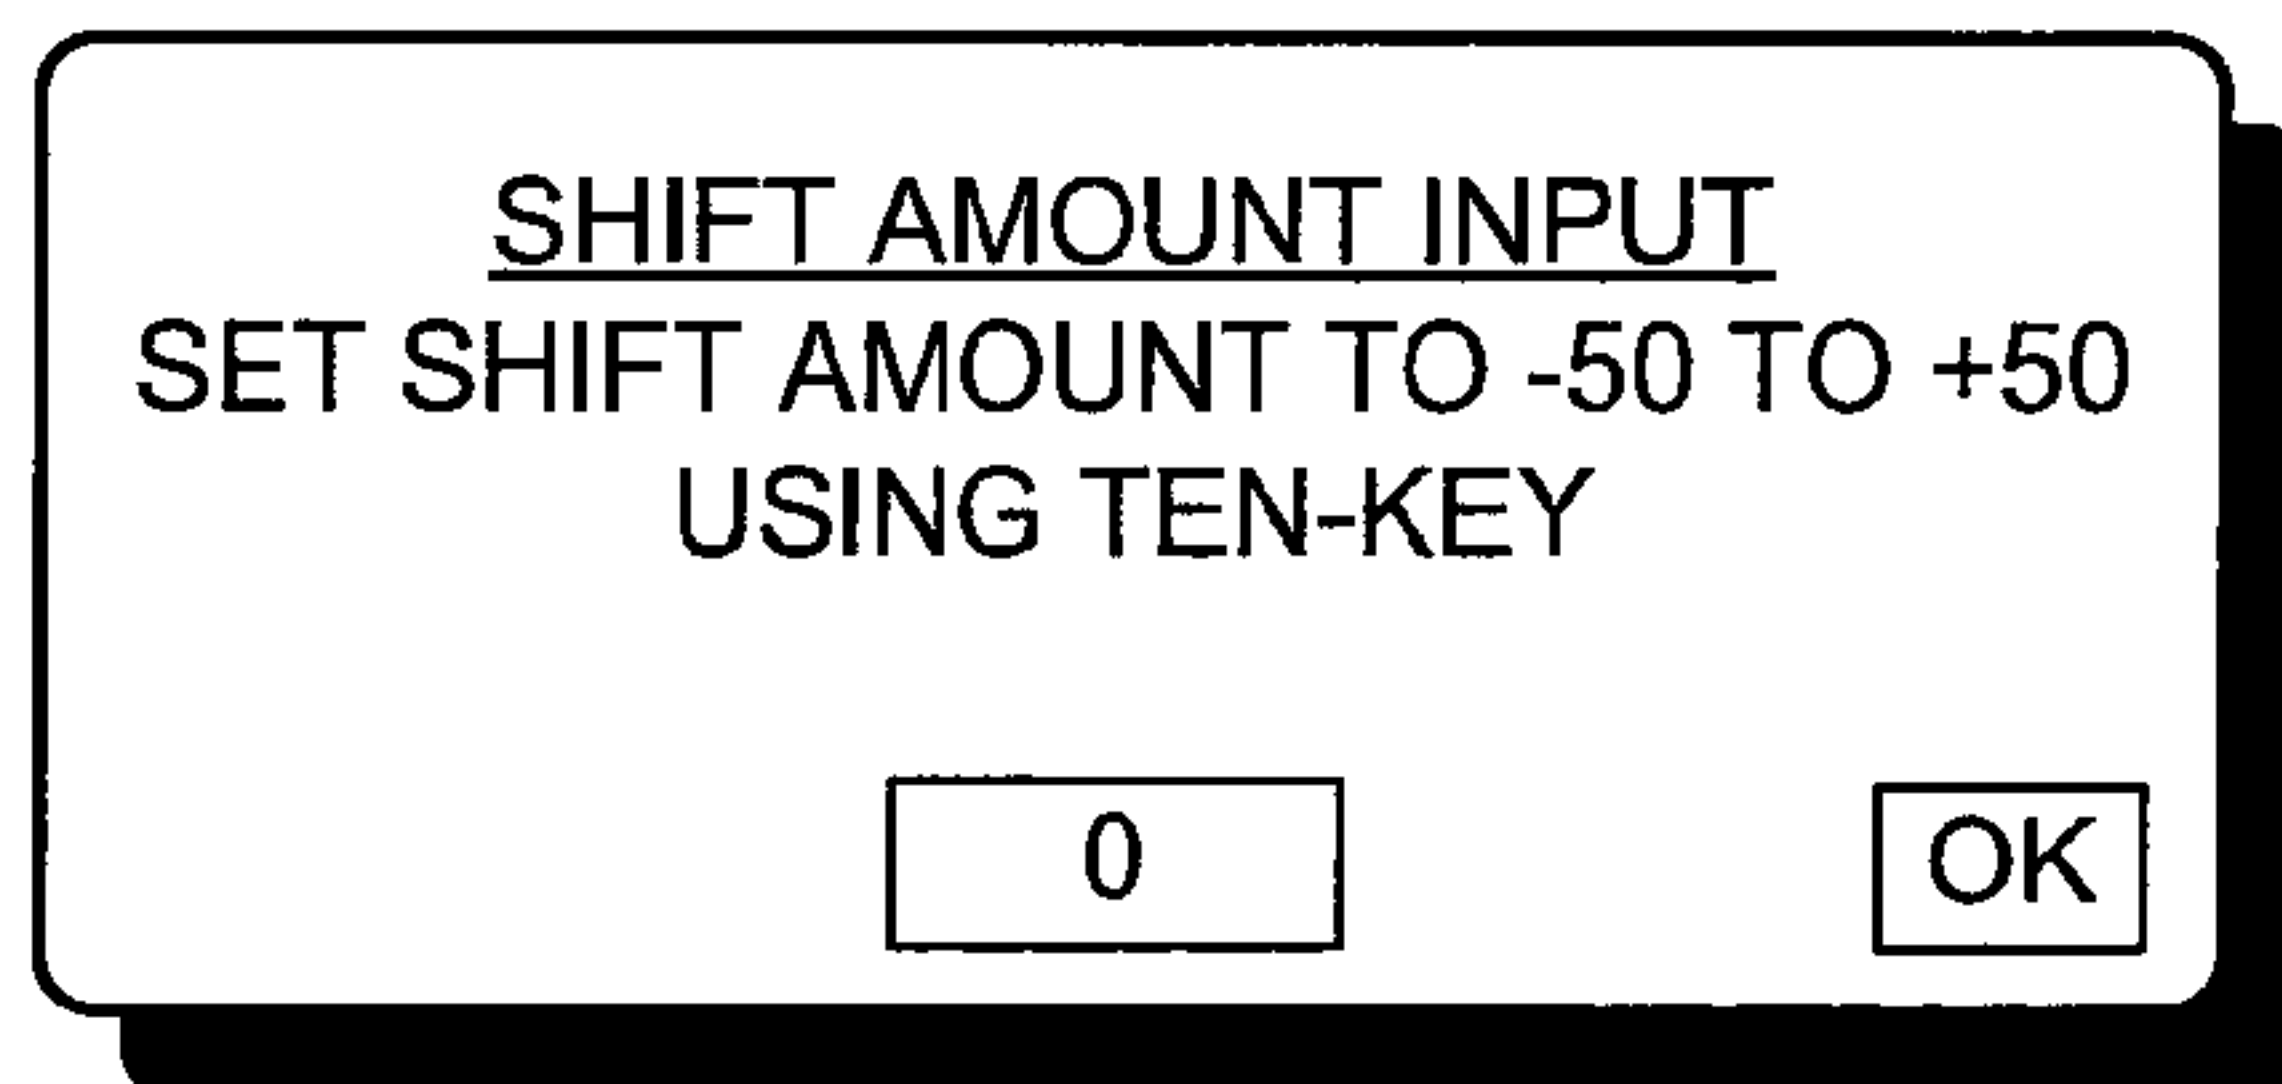 SHIFT AMOUNT INPUT
SET SHIFT AMOUNT TO -50 TO +50
USING TEN-KEY
0
OK